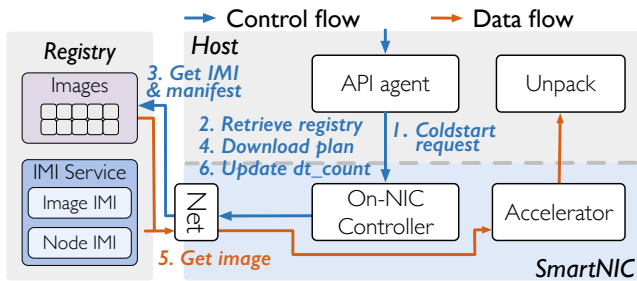 Control flow
Data flow
Registry
Host
Images
3. Get IMI
& manifest
API agent
Unpack
2. Retrieve registry
4. Download plan
6. Update dt_count
1. Coldstart
request
IMI Service
Image IMI
Node IMI
Net
On-NIC
Controller
Accelerator
5. Get image
SmartNIC